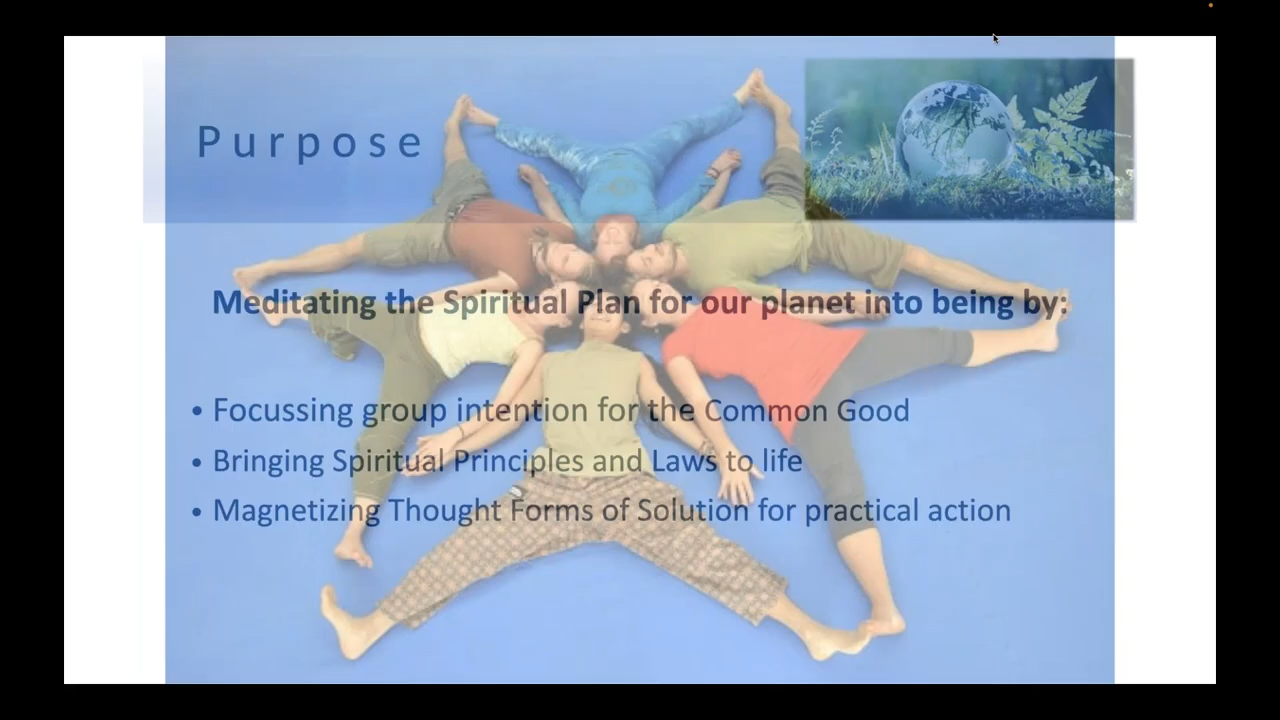 Purpose
Meditating the Spiritual Plan for our planet into being by:
• Focussing group intention for the Common Good
• Bringing Spiritual Principles and Laws to life
• Magnetizing Thought Forms of Solution for practical action